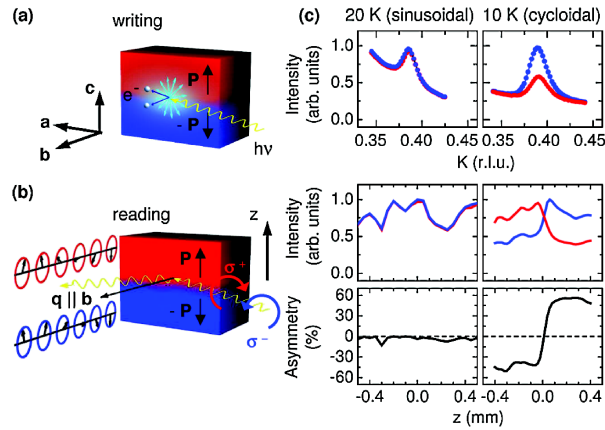 (a)
writing
c
a
b
e⁻
P
- P
hν
(b)
reading
z
P
σ⁺
q || b
- P
σ⁻
(c)
20 K (sinusoidal) 10 K (cycloidal)
Intensity
(arb. units)
1.0
0.5
0.0
0.35 0.40 0.45 0.35 0.40 0.45
K (r.l.u.)
Intensity
(arb. units)
1.0
0.5
0.0
Asymmetry
(%)
60
30
0
-30
-60
-0.4 0.0 0.4 -0.4 0.0 0.4
z (mm)